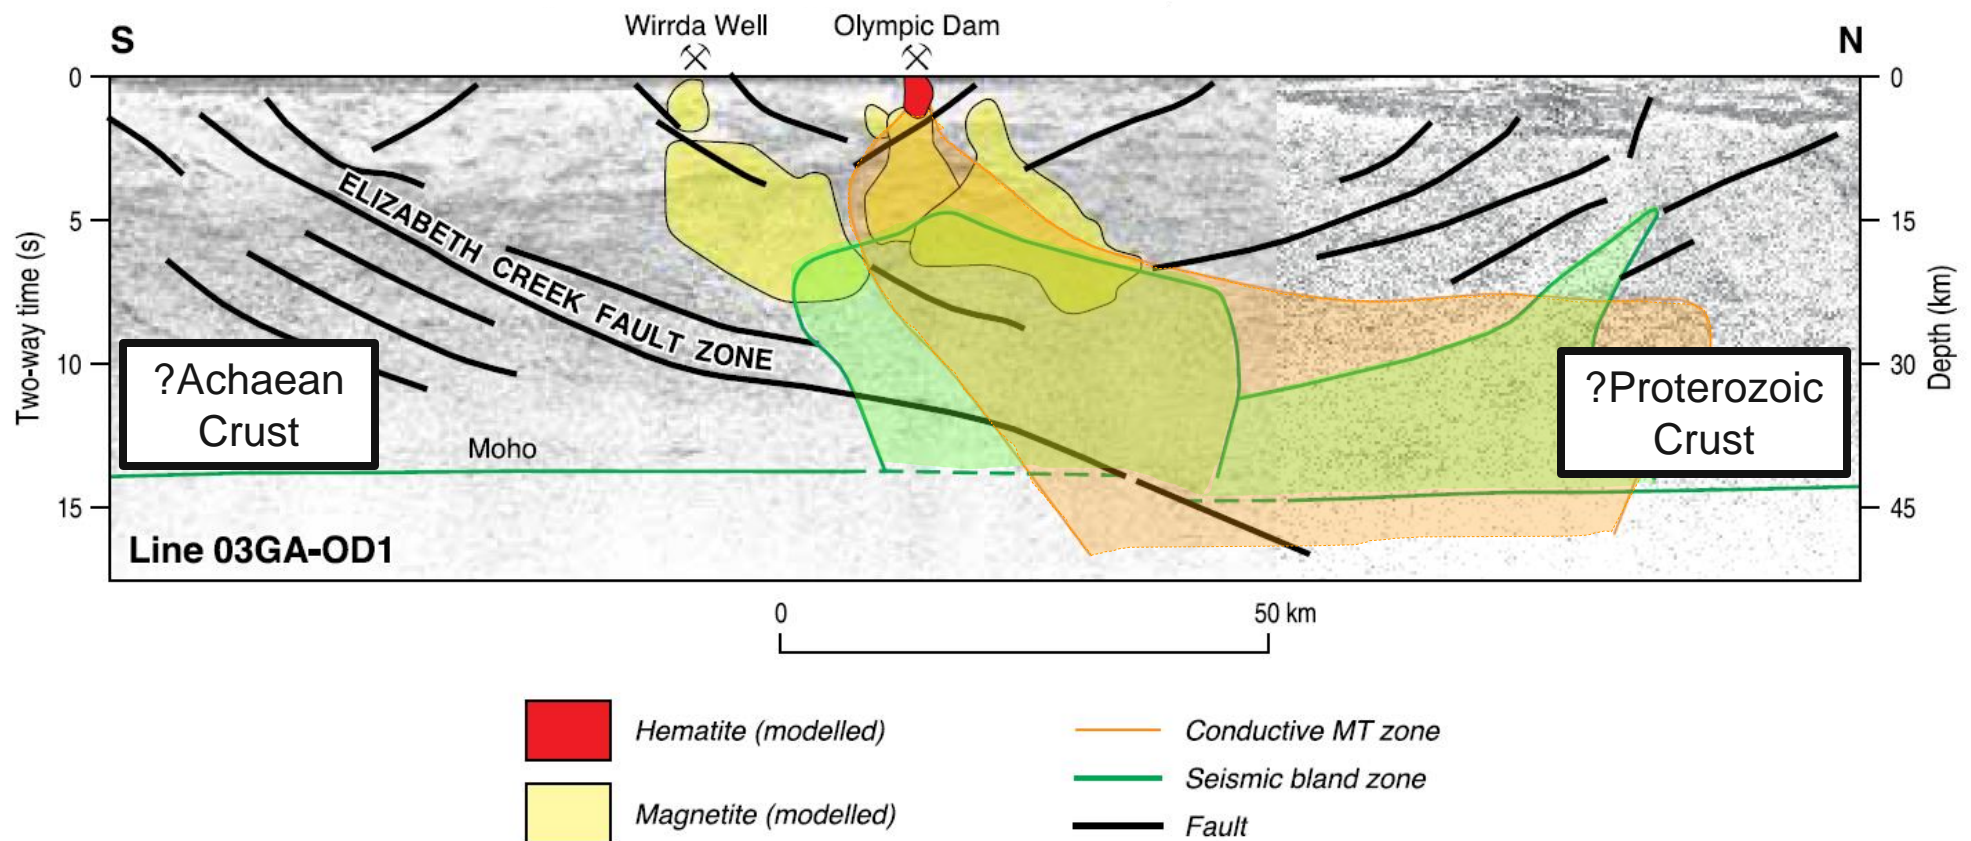 Wirrda Well
Olympic Dam
S
N
0
5
10
15
Two-way time (s)
0
15
30
45
Depth (km)
ELIZABETH CREEK FAULT ZONE
?Achaean
Crust
?Proterozoic
Crust
Moho
Line 03GA-OD1
0
50 km
Hematite (modelled)
Magnetite (modelled)
Conductive MT zone
Seismic bland zone
Fault